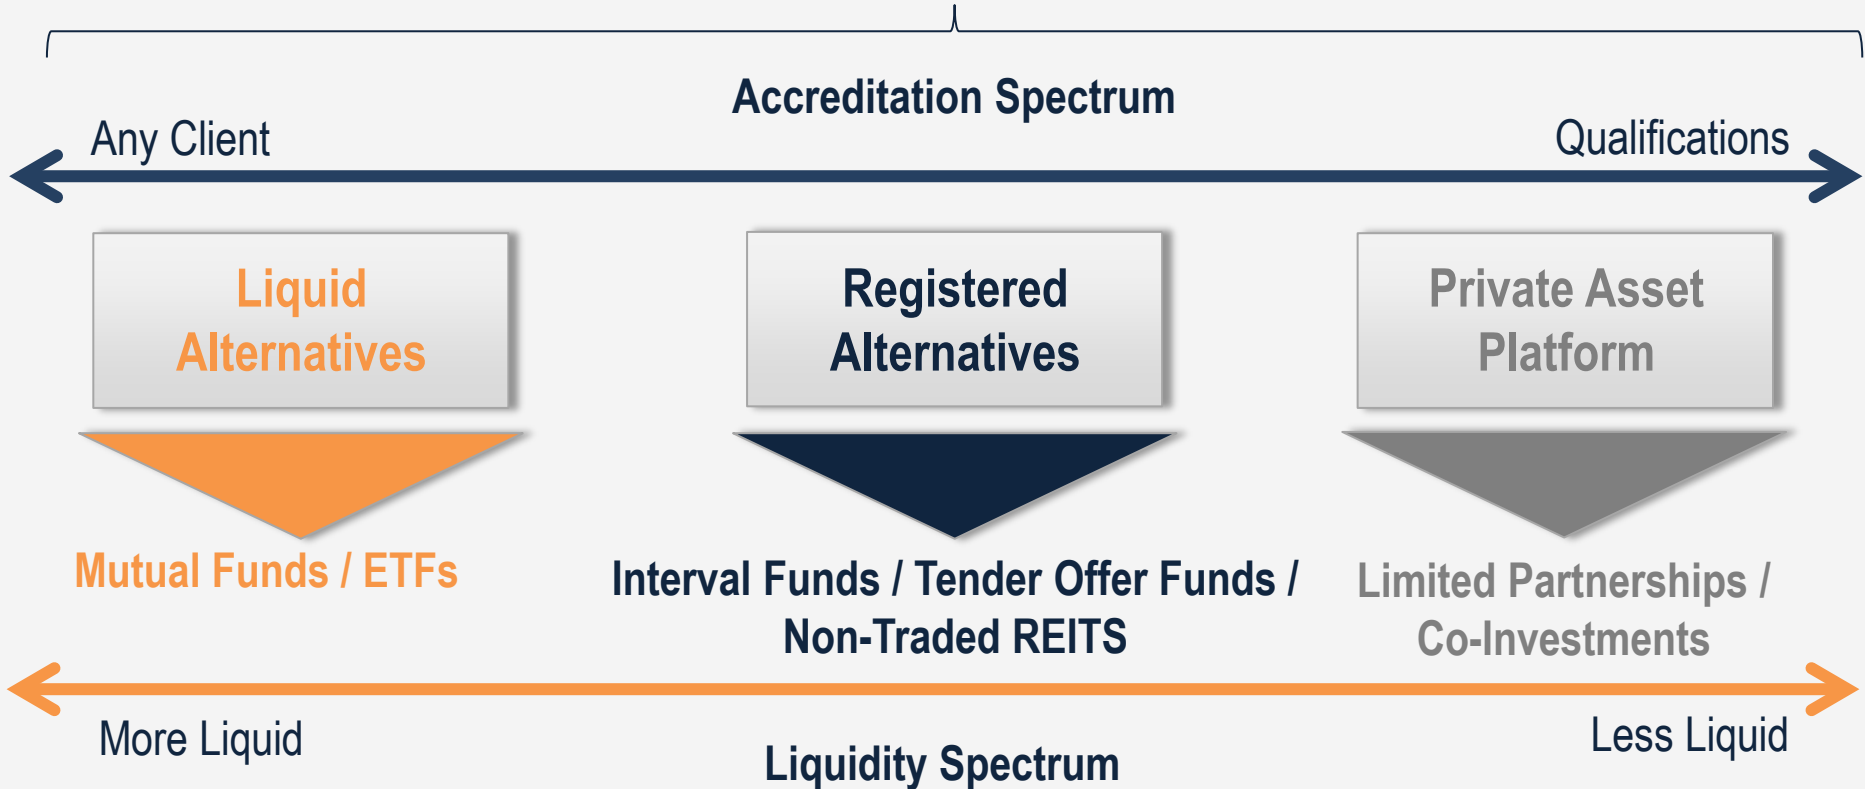 Accreditation Spectrum
Any Client
Qualifications
Liquid
Alternatives
Registered
Alternatives
Private Asset
Platform
Mutual Funds / ETFs
Interval Funds / Tender Offer Funds /
Non-Traded REITS
Limited Partnerships /
Co-Investments
More Liquid
Less Liquid
Liquidity Spectrum